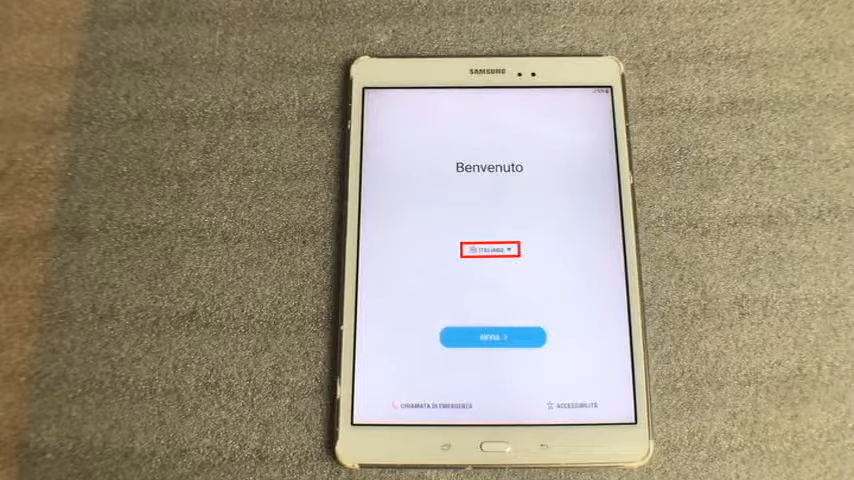 SAMSUNG
Benvenuto
ITALIANO
AVVIA
CHIAMATA DI EMERGENZA
ACCESSIBILITÀ